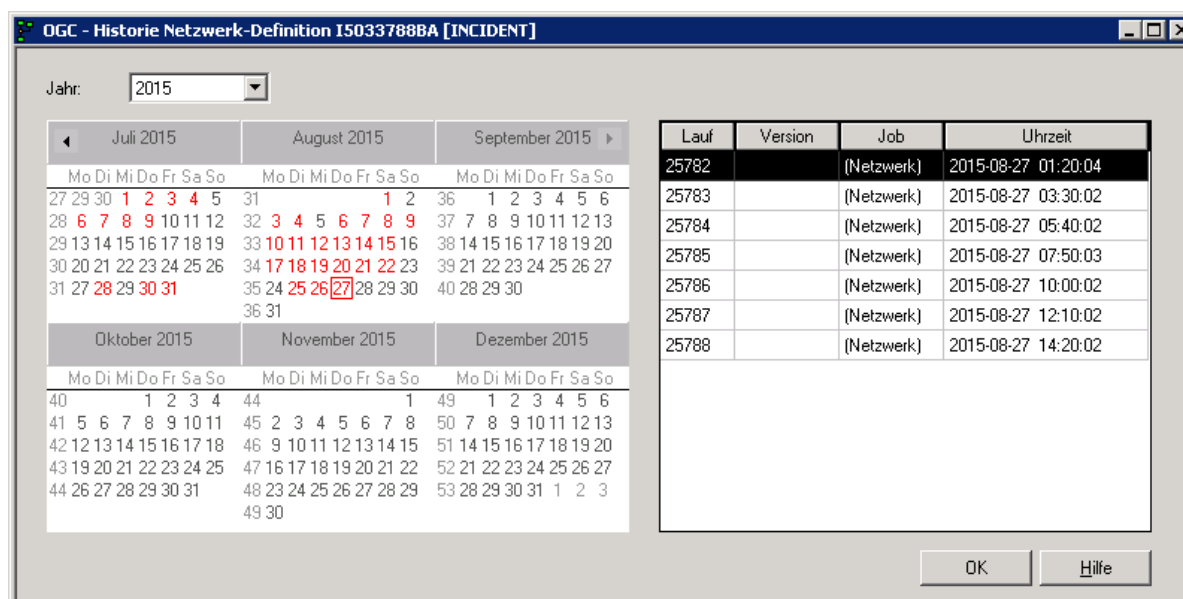 OGC - Historie Netzwerk-Definition I5033788BA [INCIDENT]
Jahr: 2015
Juli 2015 August 2015 September 2015
Mo Di Mi Do Fr Sa So Mo Di Mi Do Fr Sa So Mo Di Mi Do Fr Sa So
27 29 30 1 2 3 4 5 31 1 2 36 1 2 3 4 5 6
28 6 7 8 9 10 11 12 32 3 4 5 6 7 8 9 37 7 8 9 10 11 12 13
29 13 14 15 16 17 18 19 33 10 11 12 13 14 15 16 38 14 15 16 17 18 19 20
30 20 21 22 23 24 25 26 34 17 18 19 20 21 22 23 39 21 22 23 24 25 26 27
31 27 28 29 30 31 35 24 25 26 27 28 29 30 40 28 29 30
36 31
Oktober 2015 November 2015 Dezember 2015
Mo Di Mi Do Fr Sa So Mo Di Mi Do Fr Sa So Mo Di Mi Do Fr Sa So
40 1 2 3 4 44 1 49 1 2 3 4 5 6
41 5 6 7 8 9 10 11 45 2 3 4 5 6 7 8 50 7 8 9 10 11 12 13
42 12 13 14 15 16 17 18 46 9 10 11 12 13 14 15 51 14 15 16 17 18 19 20
43 19 20 21 22 23 24 25 47 16 17 18 19 20 21 22 52 21 22 23 24 25 26 27
44 26 27 28 29 30 31 48 23 24 25 26 27 28 29 53 28 29 30 31 1 2 3
49 30
Lauf Version Job Uhrzeit
25782 (Netzwerk) 2015-08-27 01:20:04
25783 (Netzwerk) 2015-08-27 03:30:02
25784 (Netzwerk) 2015-08-27 05:40:02
25785 (Netzwerk) 2015-08-27 07:50:03
25786 (Netzwerk) 2015-08-27 10:00:02
25787 (Netzwerk) 2015-08-27 12:10:02
25788 (Netzwerk) 2015-08-27 14:20:02
OK Hilfe